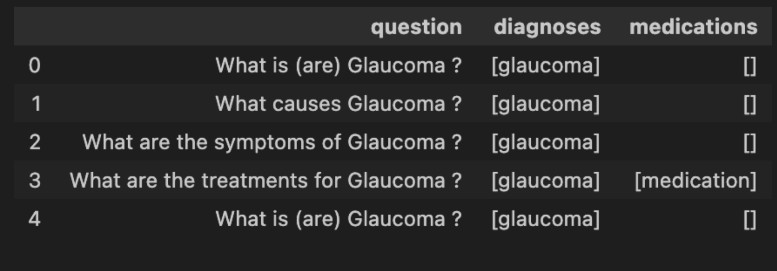 question diagnoses medications
0 What is (are) Glaucoma ? [glaucoma] []
1 What causes Glaucoma ? [glaucoma] []
2 What are the symptoms of Glaucoma ? [glaucoma] []
3 What are the treatments for Glaucoma ? [glaucoma] [medication]
4 What is (are) Glaucoma ? [glaucoma] []